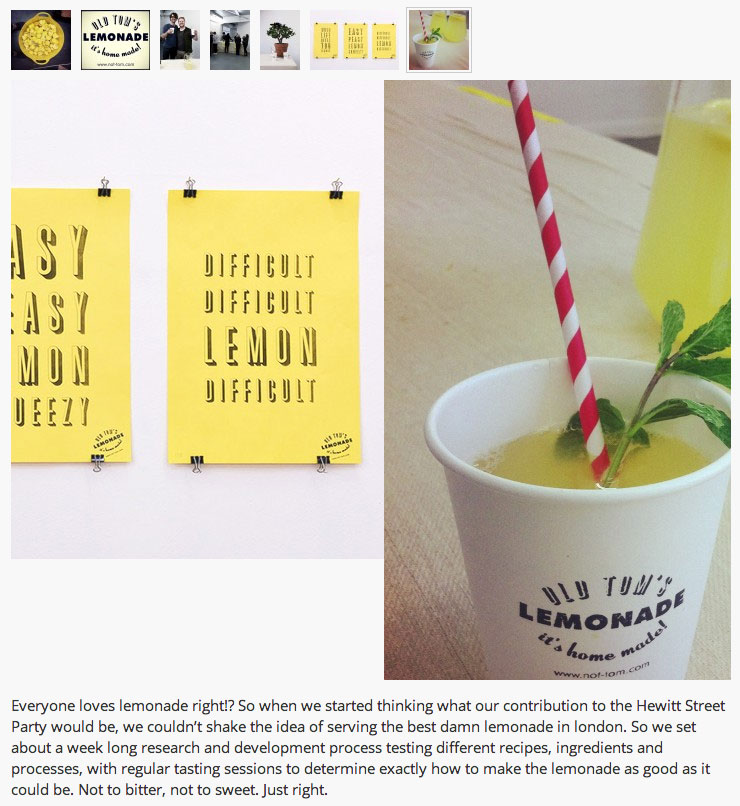 OLD TOM'S
LEMONADE
it's home made!
www.not-tom.com
EASY
PEASY
LEMON
SQUEEZY
ASY
EASY
MON
UEEZY
OLD TOM'S
LEMONADE
it's home made!
DIFFICULT
DIFFICULT
LEMON
DIFFICULT
OLD TOM'S
LEMONADE
it's home made!
OLD TOM'S
LEMONADE
it's home made!
www.not-tom.com
Everyone loves lemonade right!? So when we started thinking what our contribution to the Hewitt Street
Party would be, we couldn't shake the idea of serving the best damn lemonade in london. So we set
about a week long research and development process testing different recipes, ingredients and
processes, with regular tasting sessions to determine exactly how to make the lemonade as good as it
could be. Not to bitter, not to sweet. Just right.